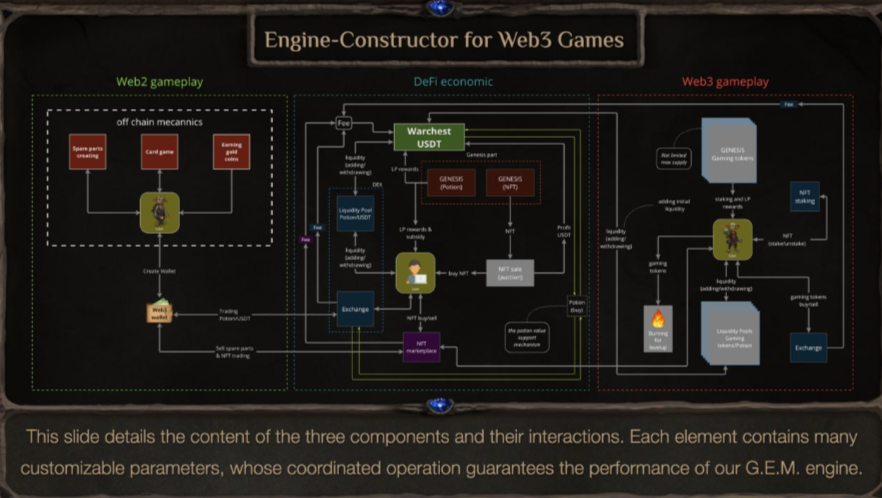 Engine-Constructor for Web3 Games
Web2 gameplay
off chain mecannics
Spare parts
creating
Card game
Earning
gold
coins
Create Wallet
Web3
wallet
Trading
Potion/USDT
Sell spare parts
& NFT trading
DeFi economic
Fee
Warchest
USDT
Genesis part
liquidity
(adding/
withdrawing)
LP rewards
GENESIS
(Potion)
GENESIS
(NFT)
DEX
Liquidity Pool
Potion/USDT
Fee
Fee
LP rewards &
subsidy
NFT
Profit
USDT
liquidity
(adding/
withdrawing)
buy NFT
NFT sale
(auction)
Exchange
NFT buy/sell
Potion
(buy)
the potion value
support
mechanism
NFT
marketplace
Web3 gameplay
Fee
GENESIS
Gaming tokens
Not limited
max supply
staking and LP
rewards
NFT
staking
adding initial
liquidity
liquidity
(adding/
withdrawing)
NFT
(stake/unstake)
gaming
tokens
liquidity
(adding/withdrawing)
gaming tokens
buy/sell
Burning
for
levelup
Liquidity Pools
Gaming
tokens/Potion
Exchange
This slide details the content of the three components and their interactions. Each element contains many
customizable parameters, whose coordinated operation guarantees the performance of our G.E.M. engine.